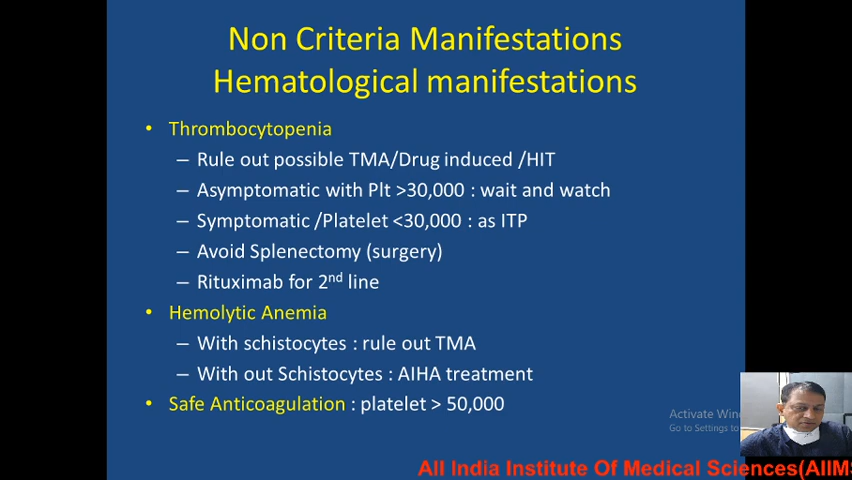 Non Criteria Manifestations
Hematological manifestations
• Thrombocytopenia
– Rule out possible TMA/Drug induced /HIT
– Asymptomatic with Plt >30,000 : wait and watch
– Symptomatic /Platelet <30,000 : as ITP
– Avoid Splenectomy (surgery)
– Rituximab for 2nd line
• Hemolytic Anemia
– With schistocytes : rule out TMA
– With out Schistocytes : AIHA treatment
• Safe Anticoagulation : platelet > 50,000
Activate Win
Go to Settings to
All India Institute Of Medical Sciences(AIIMS